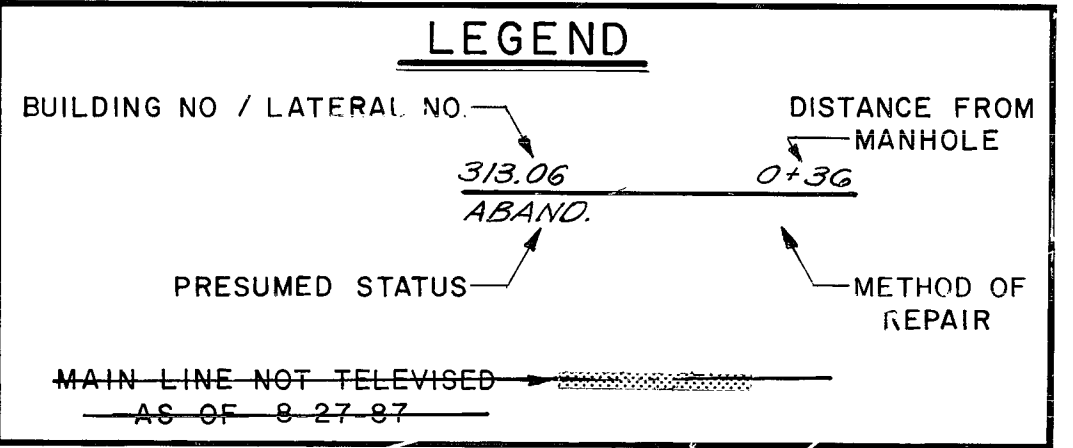 LEGEND
BUILDING NO / LATERAL NO.
DISTANCE FROM
MANHOLE
313.06 0+36
ABAND.
PRESUMED STATUS
METHOD OF
REPAIR
MAIN LINE NOT TELEVISED
AS OF 8-27-87